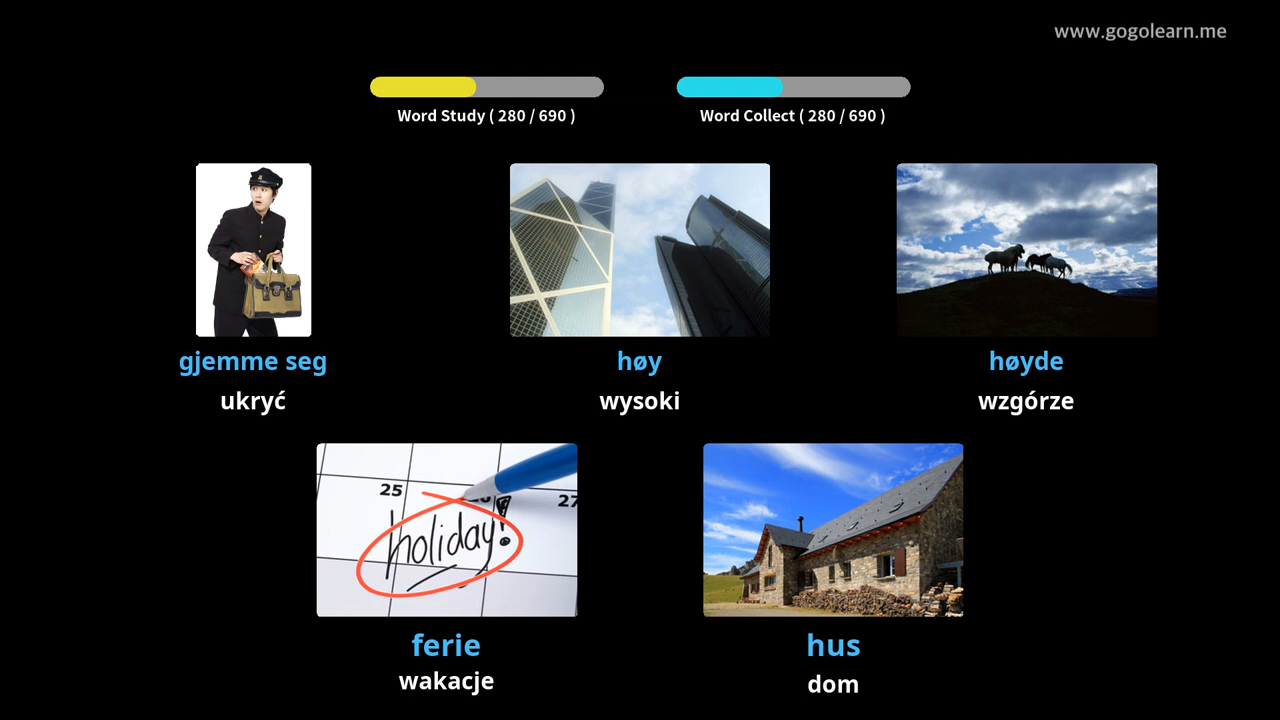 www.gogolearn.me
Word Study ( 280 / 690 )
Word Collect ( 280 / 690 )
gjemme seg
ukryć
høy
wysoki
høyde
wzgórze
25
27
holiday!
ferie
wakacje
hus
dom